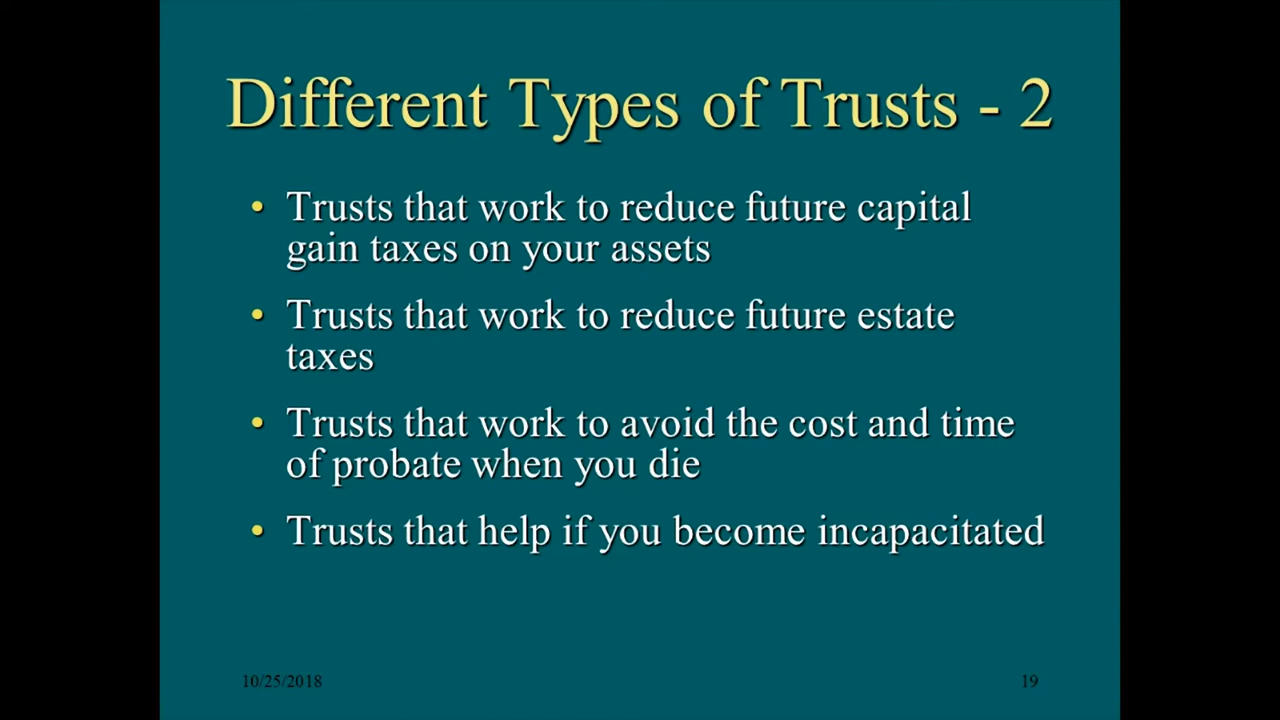 Different Types of Trusts - 2
• Trusts that work to reduce future capital
gain taxes on your assets
• Trusts that work to reduce future estate
taxes
• Trusts that work to avoid the cost and time
of probate when you die
• Trusts that help if you become incapacitated
10/25/2018
19